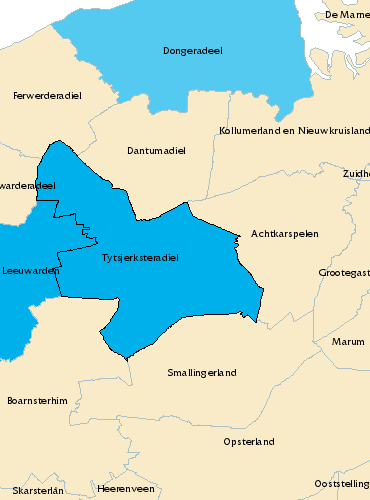 De Marne
Dongeradeel
Ferwerderadiel
Kollumerland en Nieuwkruisland
Dantumadiel
Zuidho
warderadeel
Achtkarspelen
Tytsjerksteradiel
Leeuwarden
Grootegast
Marum
Smallingerland
Boarnsterhim
Opsterland
Skarsterlân
Heerenveen
Ooststelling